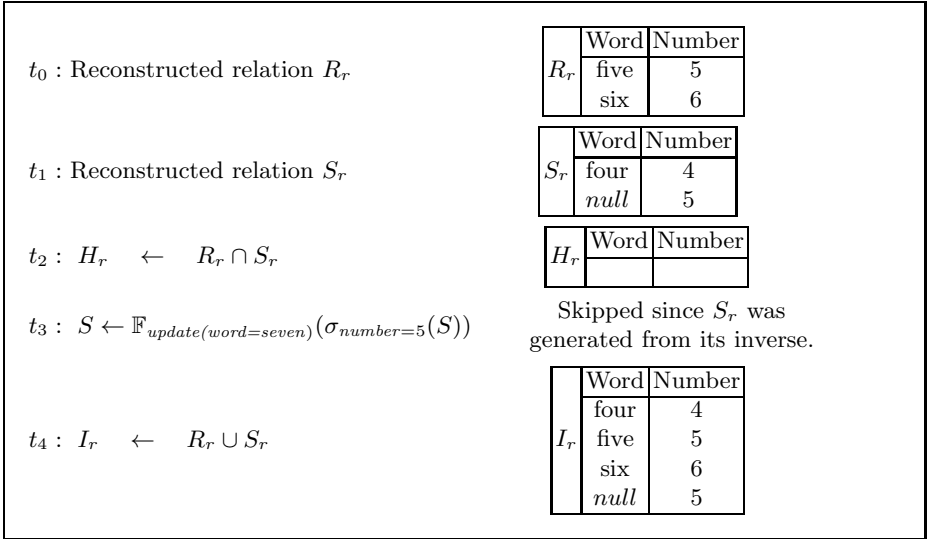 t₀ : Reconstructed relation Rᵣ
Rᵣ Word Number
five 5
six 6
t₁ : Reconstructed relation Sᵣ
Sᵣ Word Number
four 4
null 5
t₂ : Hᵣ ← Rᵣ ∩ Sᵣ
Hᵣ Word Number
t₃ : S ← 𝔽update(word=seven)(σnumber=5(S))
Skipped since Sᵣ was
generated from its inverse.
t₄ : Iᵣ ← Rᵣ ∪ Sᵣ
Iᵣ Word Number
four 4
five 5
six 6
null 5